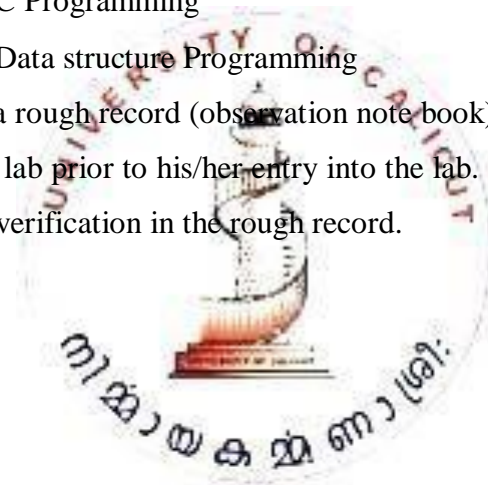 C Programming
Data structure Programming
a rough record (observation note book)
lab prior to his/her entry into the lab.
verification in the rough record.
UNIVERSITY OF CALICUT
നിർമ്മായകർമ്മണാശ്രീഃ